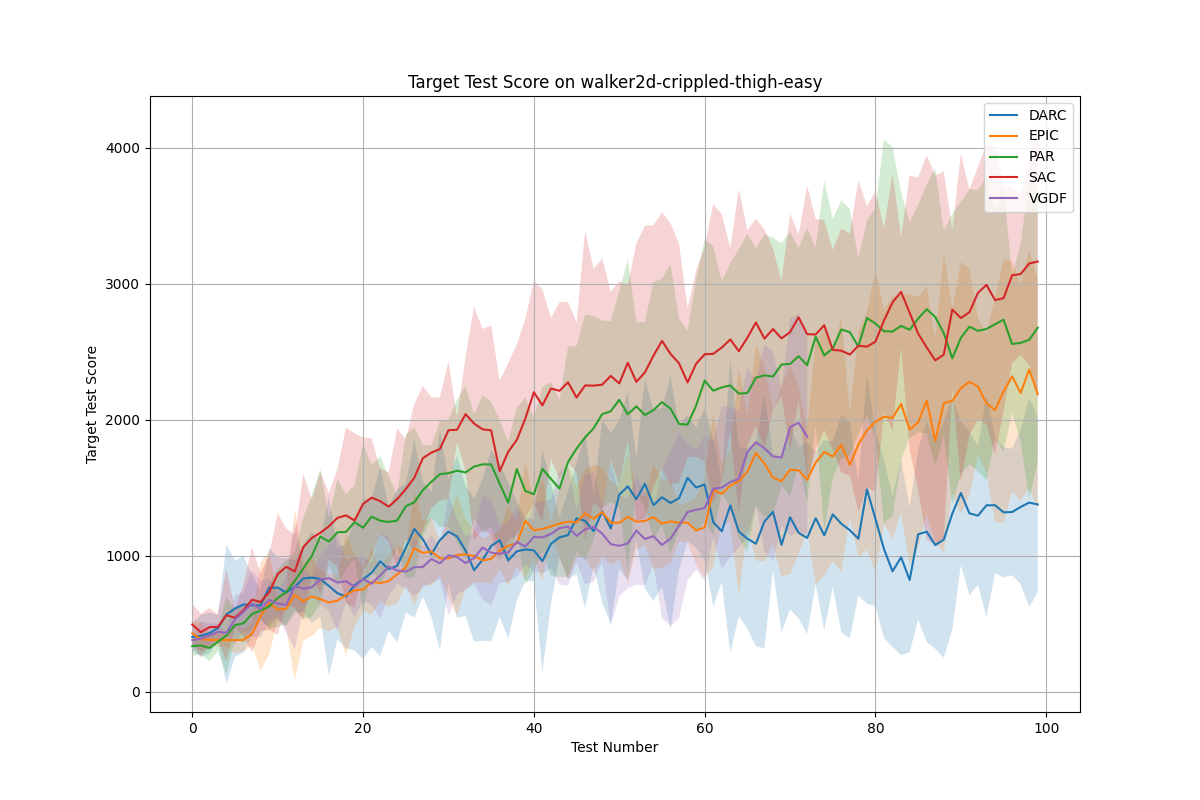 Target Test Score on walker2d-crippled-thigh-easy
DARC
EPIC
PAR
SAC
VGDF
4000
3000
2000
1000
0
Target Test Score
0 20 40 60 80 100
Test Number